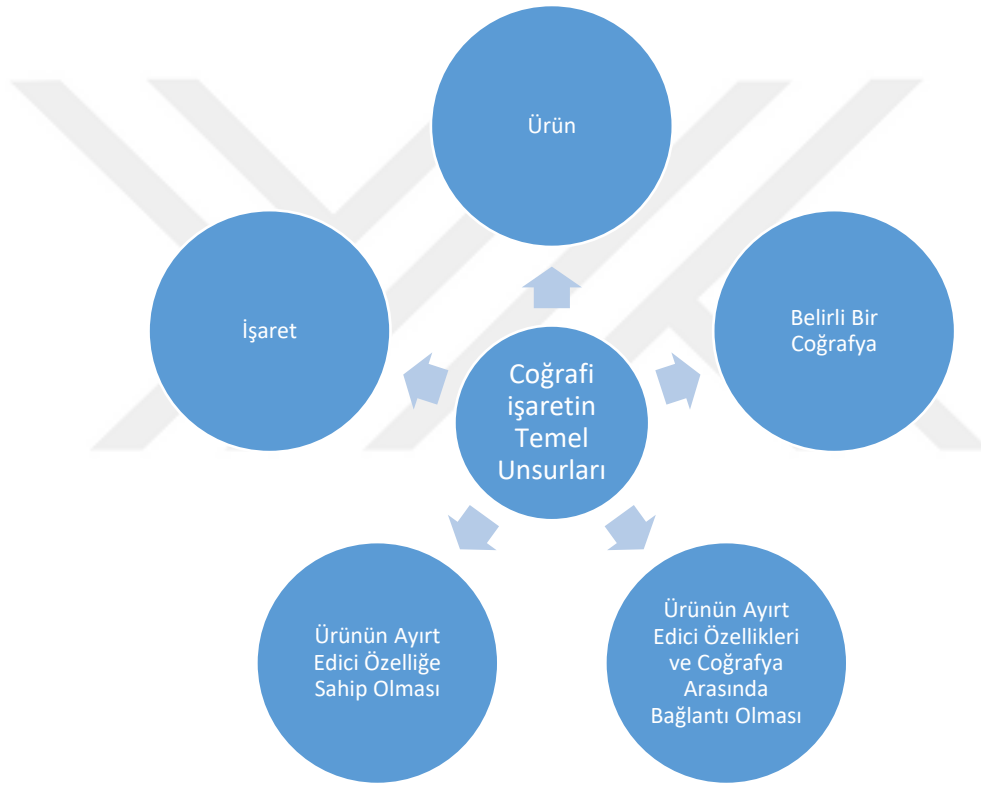 Ürün
İşaret
Belirli Bir
Coğrafya
Coğrafi
işaretin
Temel
Unsurları
Ürünün Ayırt
Edici Özelliğe
Sahip Olması
Ürünün Ayırt
Edici Özellikleri
ve Coğrafya
Arasında
Bağlantı Olması